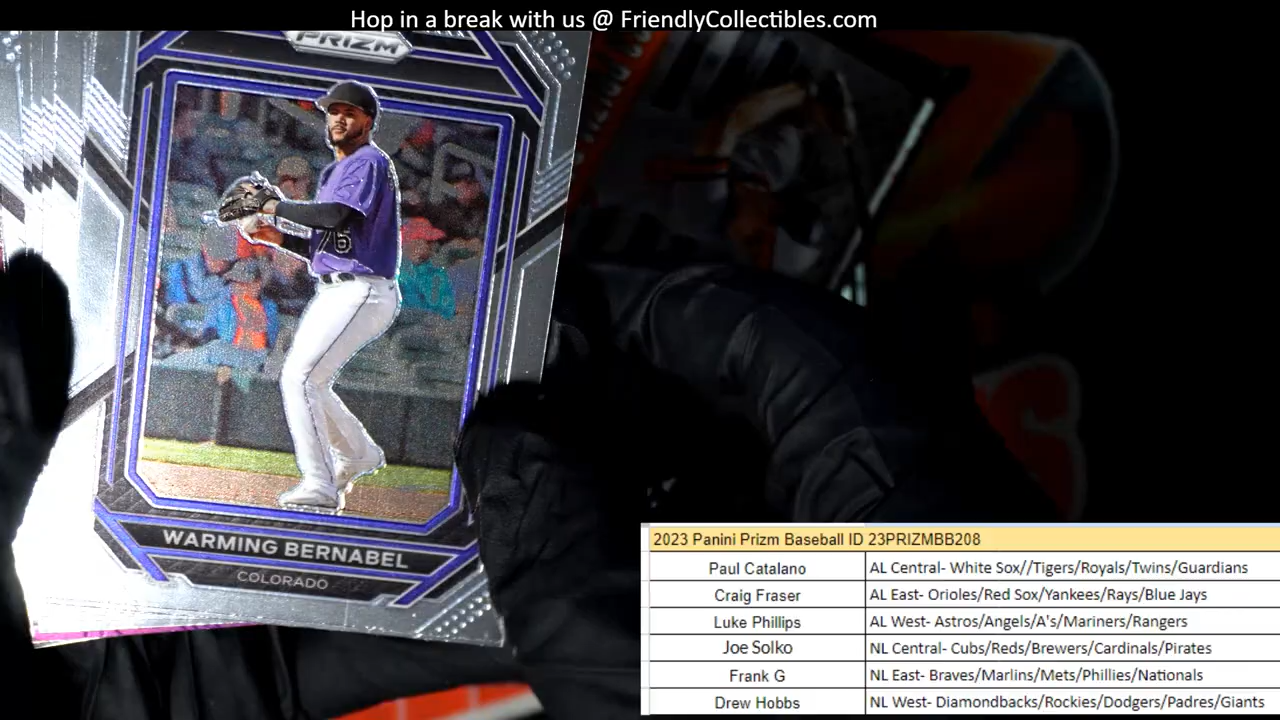 Hop in a break with us @ FriendlyCollectibles.com
PRIZM
76
WARMING BERNABEL
COLORADO
2023 Panini Prizm Baseball ID 23PRIZMBB208
Paul Catalano AL Central- White Sox//Tigers/Royals/Twins/Guardians
Craig Fraser AL East- Orioles/Red Sox/Yankees/Rays/Blue Jays
Luke Phillips AL West- Astros/Angels/A's/Mariners/Rangers
Joe Solko NL Central- Cubs/Reds/Brewers/Cardinals/Pirates
Frank G NL East- Braves/Marlins/Mets/Phillies/Nationals
Drew Hobbs NL West- Diamondbacks/Rockies/Dodgers/Padres/Giants